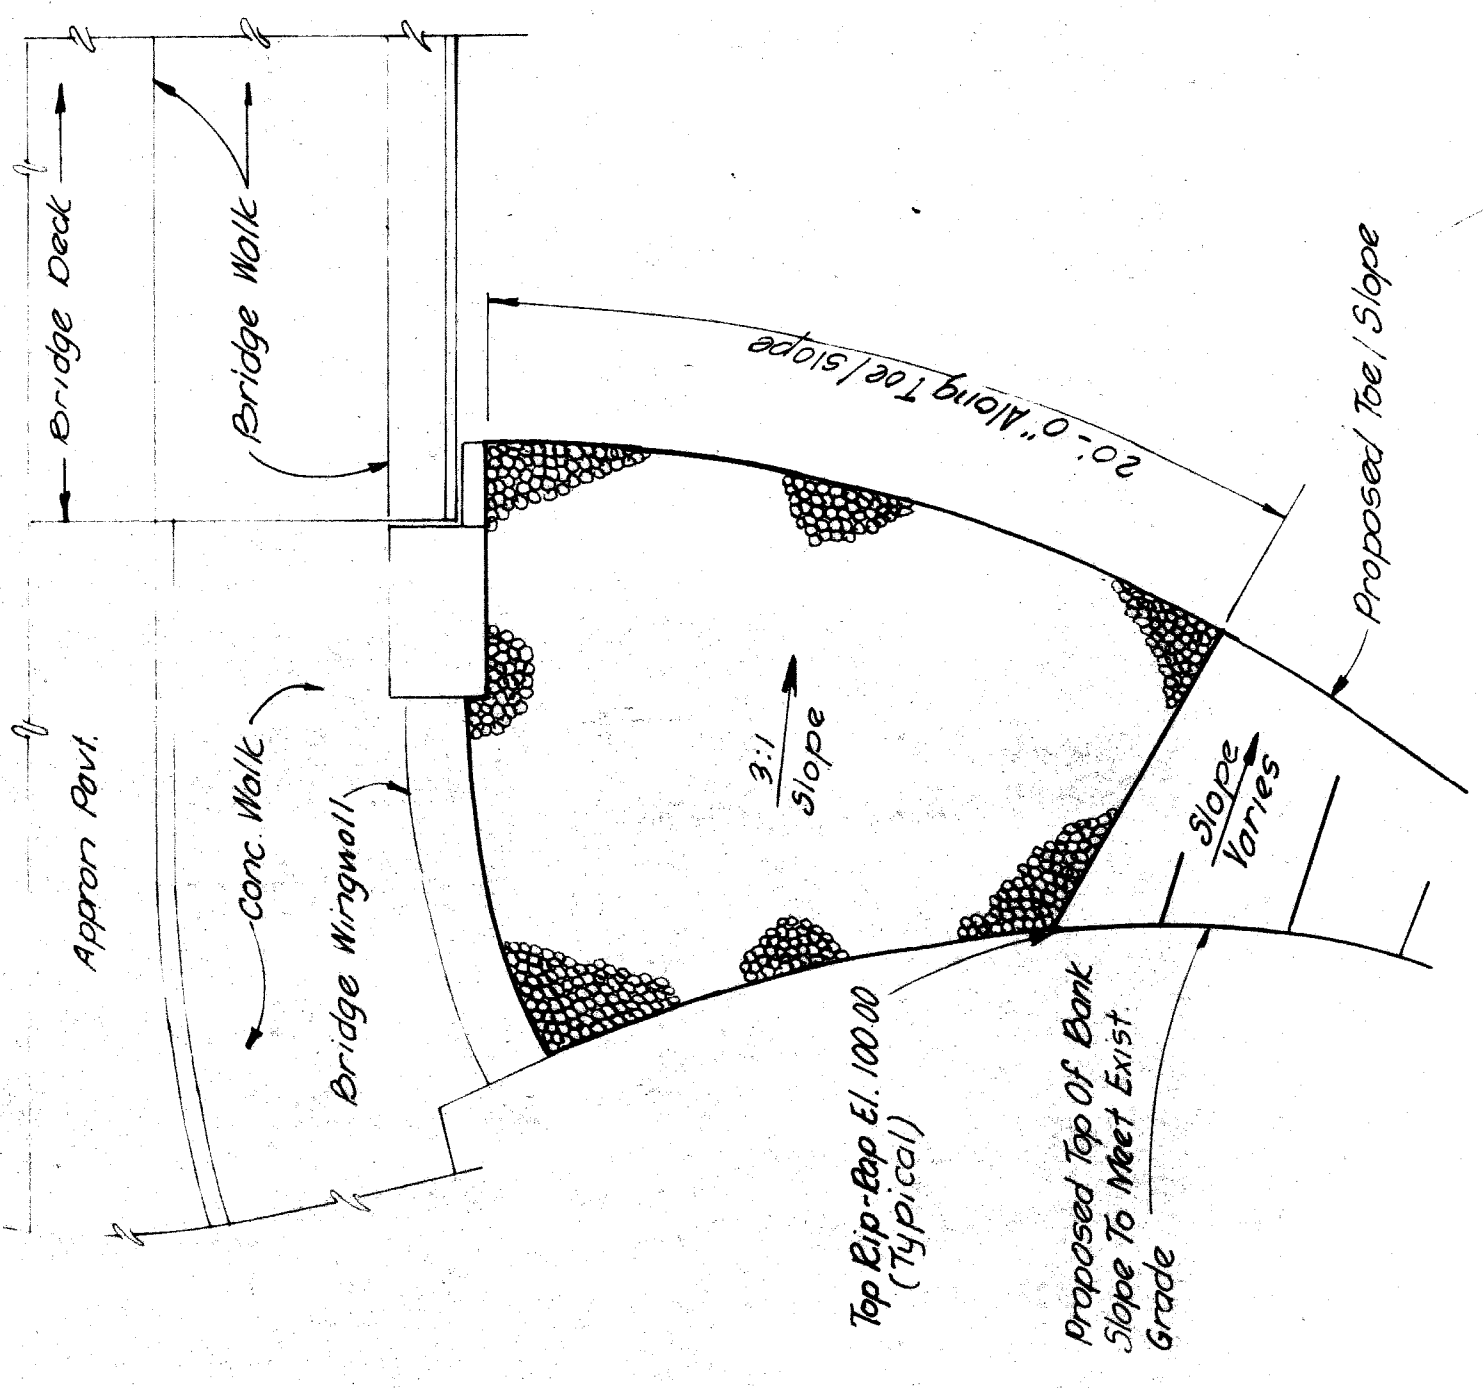 Bridge Deck
Bridge Walk
Appron Pavt.
Conc. Walk
Bridge Wingwall
20'-0" Along Toe/Slope
Proposed Toe/Slope
3:1
Slope
Slope
Varies
Top Rip-Rap El. 100.00
(Typical)
Proposed Top Of Bank
Slope To Meet Exist.
Grade